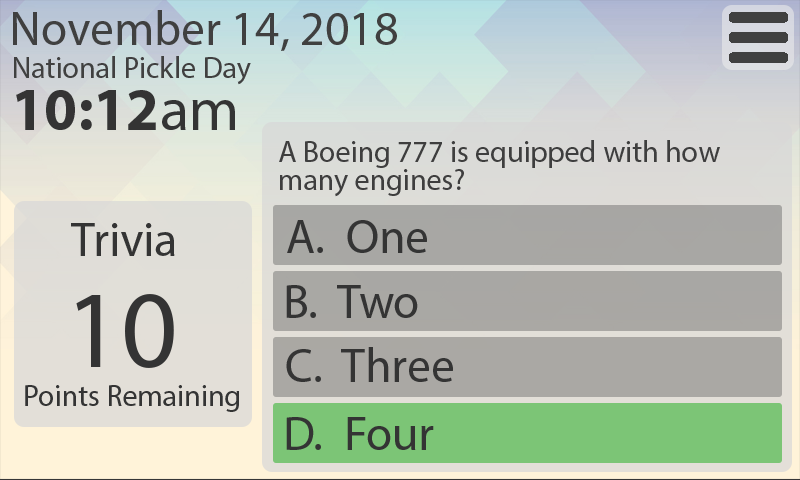 November 14, 2018
National Pickle Day
10:12am
A Boeing 777 is equipped with how
many engines?
Trivia
10
Points Remaining
A. One
B. Two
C. Three
D. Four